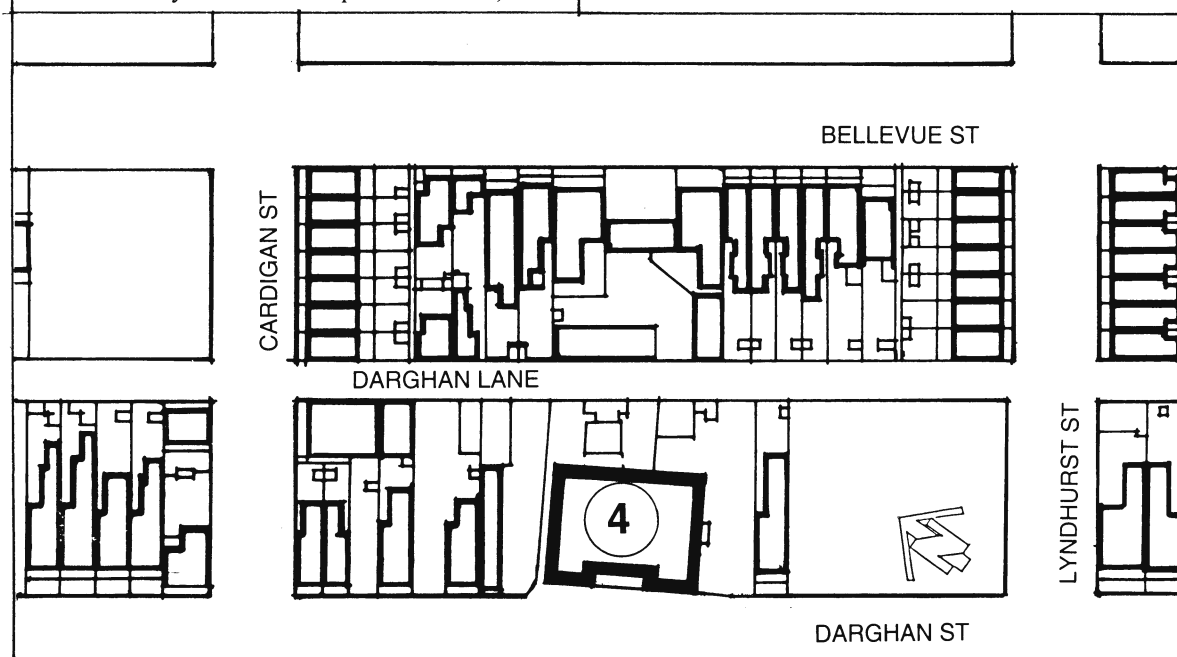 BELLEVUE ST
CARDIGAN ST
DARGHAN LANE
LYNDHURST ST
4
DARGHAN ST